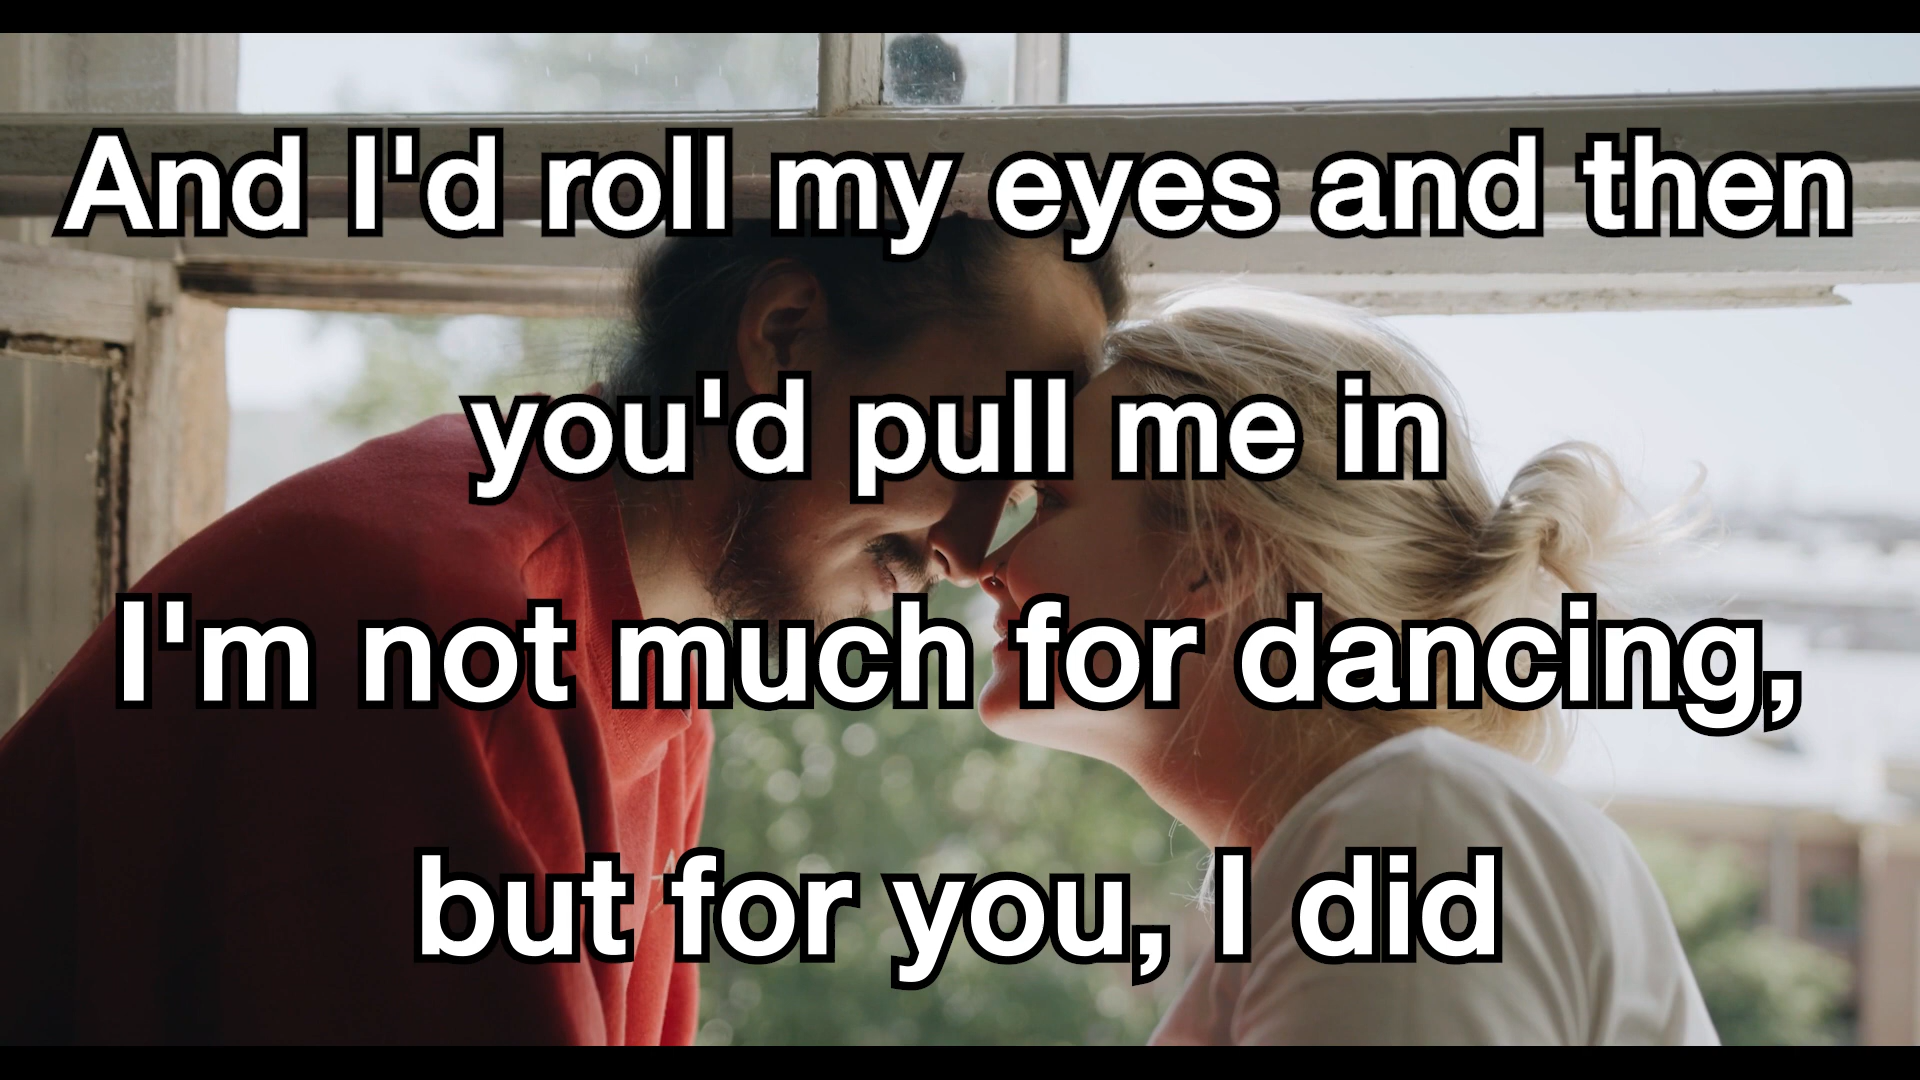 And I'd roll my eyes and then
you'd pull me in
I'm not much for dancing,
but for you, I did